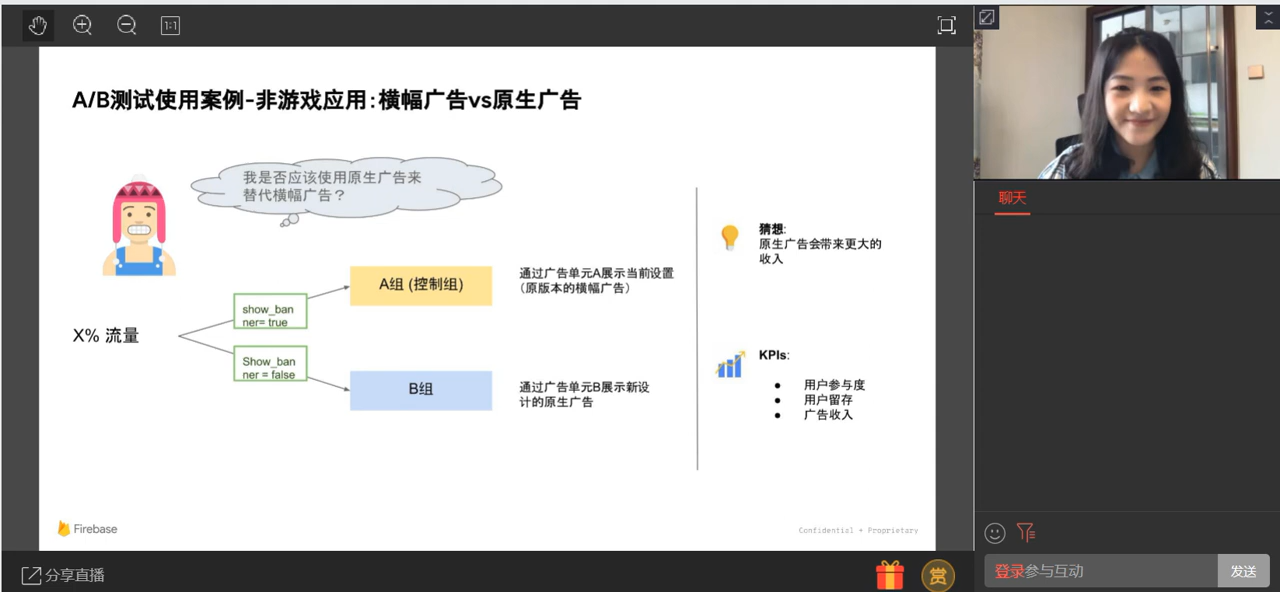 1:1
A/B测试使用案例-非游戏应用:横幅广告vs原生广告
我是否应该使用原生广告来
替代横幅广告？
X% 流量
show_ban
ner= true
Show_ban
ner = false
A组 (控制组)
B组
通过广告单元A展示当前设置
（原版本的横幅广告）
通过广告单元B展示新设
计的原生广告
猜想:
原生广告会带来更大的
收入
KPIs:
● 用户参与度
● 用户留存
● 广告收入
Firebase
Confidential + Proprietary
分享直播
赏
聊天
登录参与互动
发送